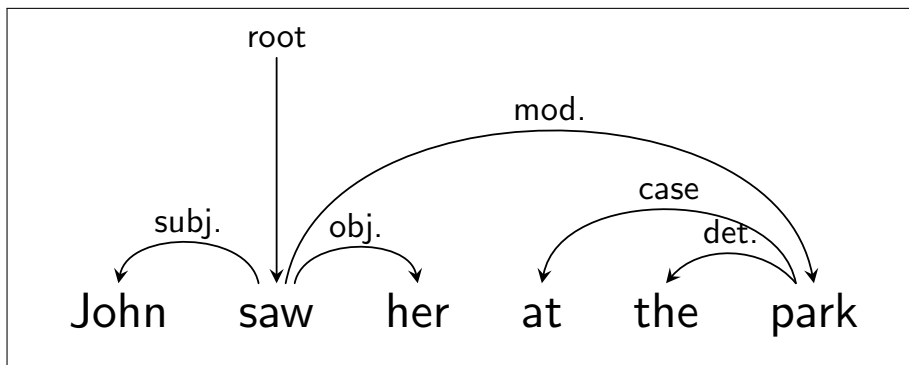 root
mod.
case
subj. obj. det.
John saw her at the park